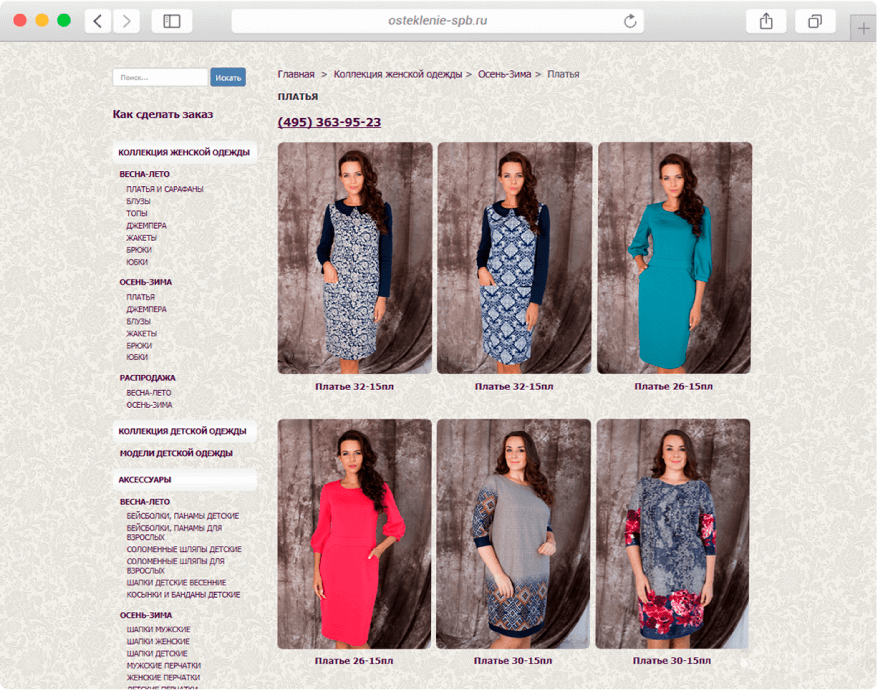 osteklenie-spb.ru
Поиск...
Искать
Как сделать заказ
КОЛЛЕКЦИЯ ЖЕНСКОЙ ОДЕЖДЫ
ВЕСНА-ЛЕТО
ПЛАТЬЯ И САРАФАНЫ
БЛУЗЫ
ТОПЫ
ДЖЕМПЕРА
ЖАКЕТЫ
БРЮКИ
ЮБКИ
ОСЕНЬ-ЗИМА
ПЛАТЬЯ
ДЖЕМПЕРА
БЛУЗЫ
ЖАКЕТЫ
БРЮКИ
ЮБКИ
РАСПРОДАЖА
ВЕСНА-ЛЕТО
ОСЕНЬ-ЗИМА
КОЛЛЕКЦИЯ ДЕТСКОЙ ОДЕЖДЫ
МОДЕЛИ ДЕТСКОЙ ОДЕЖДЫ
АКСЕССУАРЫ
ВЕСНА-ЛЕТО
БЕЙСБОЛКИ, ПАНАМЫ ДЕТСКИЕ
БЕЙСБОЛКИ, ПАНАМЫ ДЛЯ
ВЗРОСЛЫХ
СОЛОМЕННЫЕ ШЛЯПЫ ДЕТСКИЕ
СОЛОМЕННЫЕ ШЛЯПЫ ДЛЯ
ВЗРОСЛЫХ
ШАПКИ ДЕТСКИЕ ВЕСЕННИЕ
КОСЫНКИ И БАНДАНЫ ДЕТСКИЕ
ОСЕНЬ-ЗИМА
ШАПКИ МУЖСКИЕ
ШАПКИ ЖЕНСКИЕ
ШАПКИ ДЕТСКИЕ
МУЖСКИЕ ПЕРЧАТКИ
ЖЕНСКИЕ ПЕРЧАТКИ
ДЕТСКИЕ ПЕРЧАТКИ
Главная > Коллекция женской одежды > Осень-Зима > Платья
ПЛАТЬЯ
(495) 363-95-23
Платье 32-15пл
Платье 32-15пл
Платье 26-15пл
Платье 26-15пл
Платье 30-15пл
Платье 30-15пл